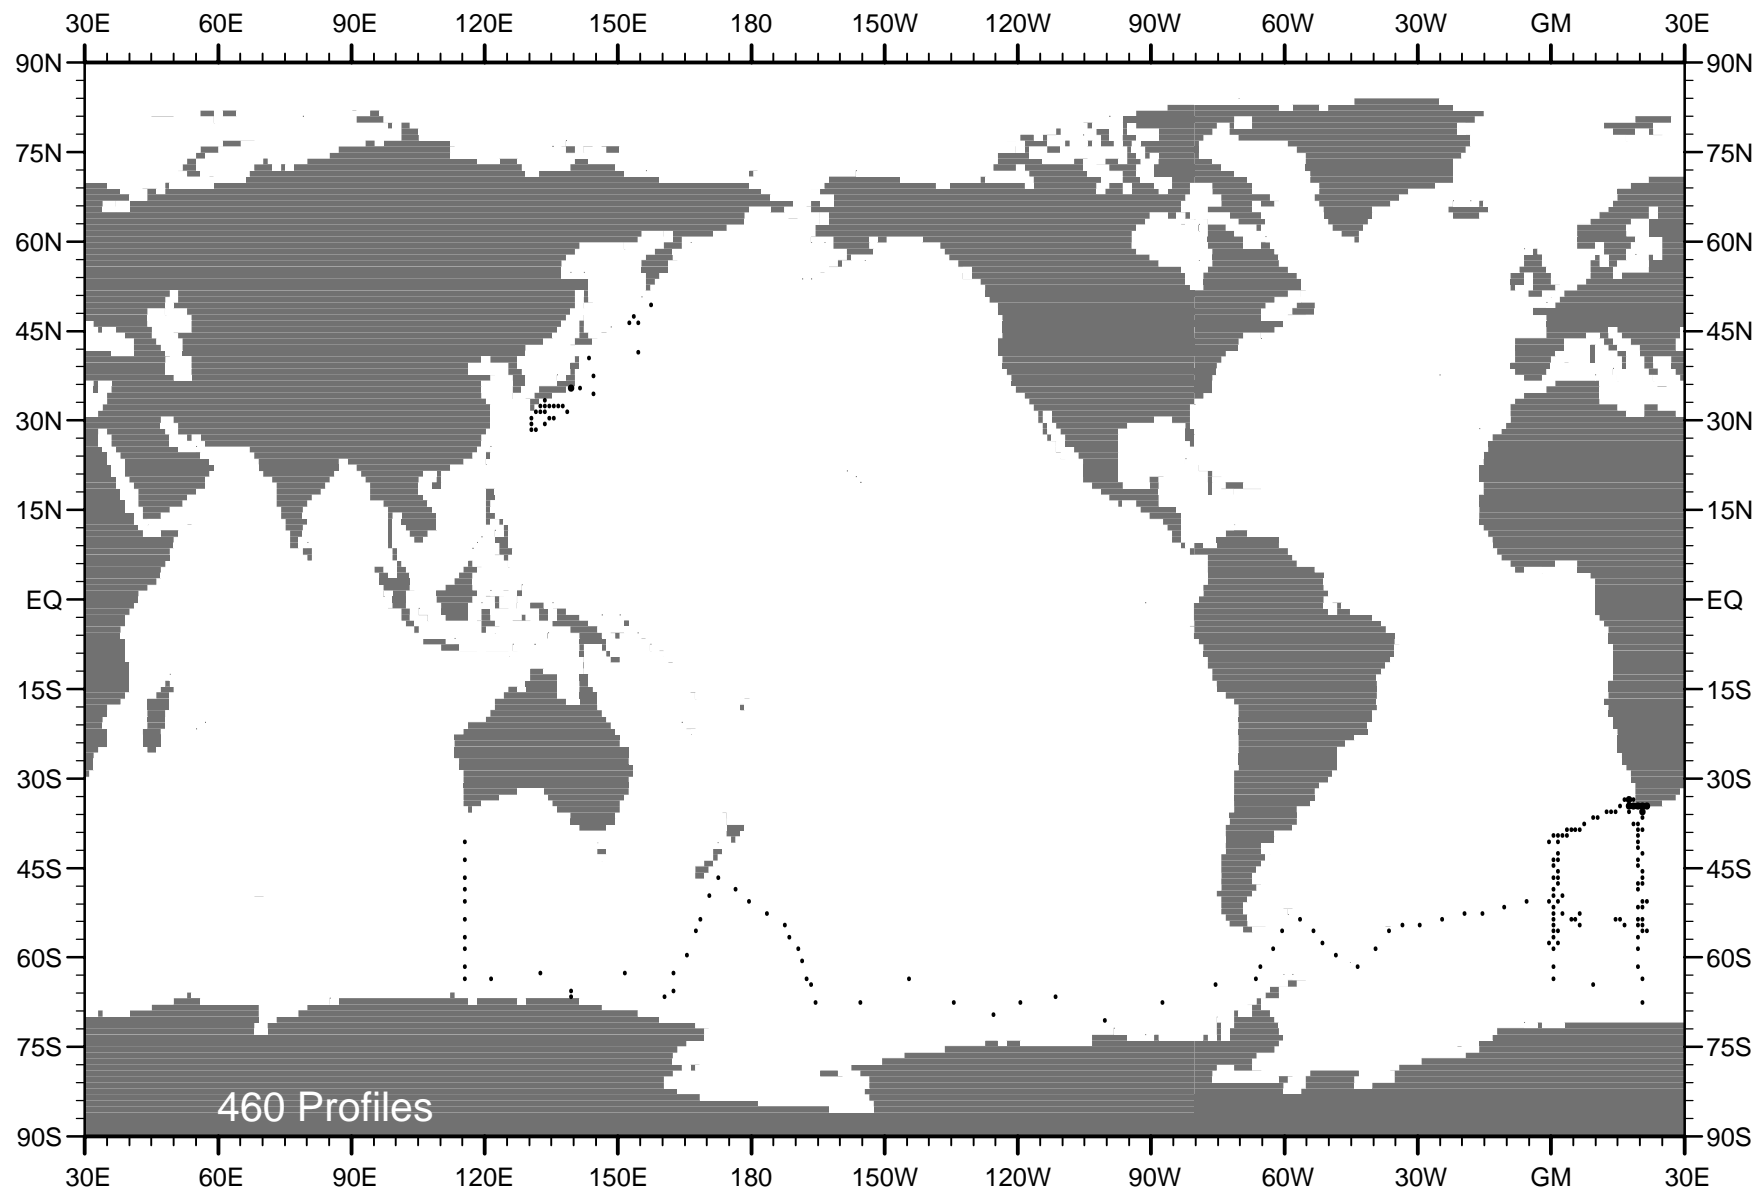 30E 60E 90E 120E 150E 180 150W 120W 90W 60W 30W GM 30E
90N 90N
75N 75N
60N 60N
45N 45N
30N 30N
15N 15N
EQ EQ
15S 15S
30S 30S
45S 45S
60S 60S
75S 75S
460 Profiles
90S 90S
30E 60E 90E 120E 150E 180 150W 120W 90W 60W 30W GM 30E